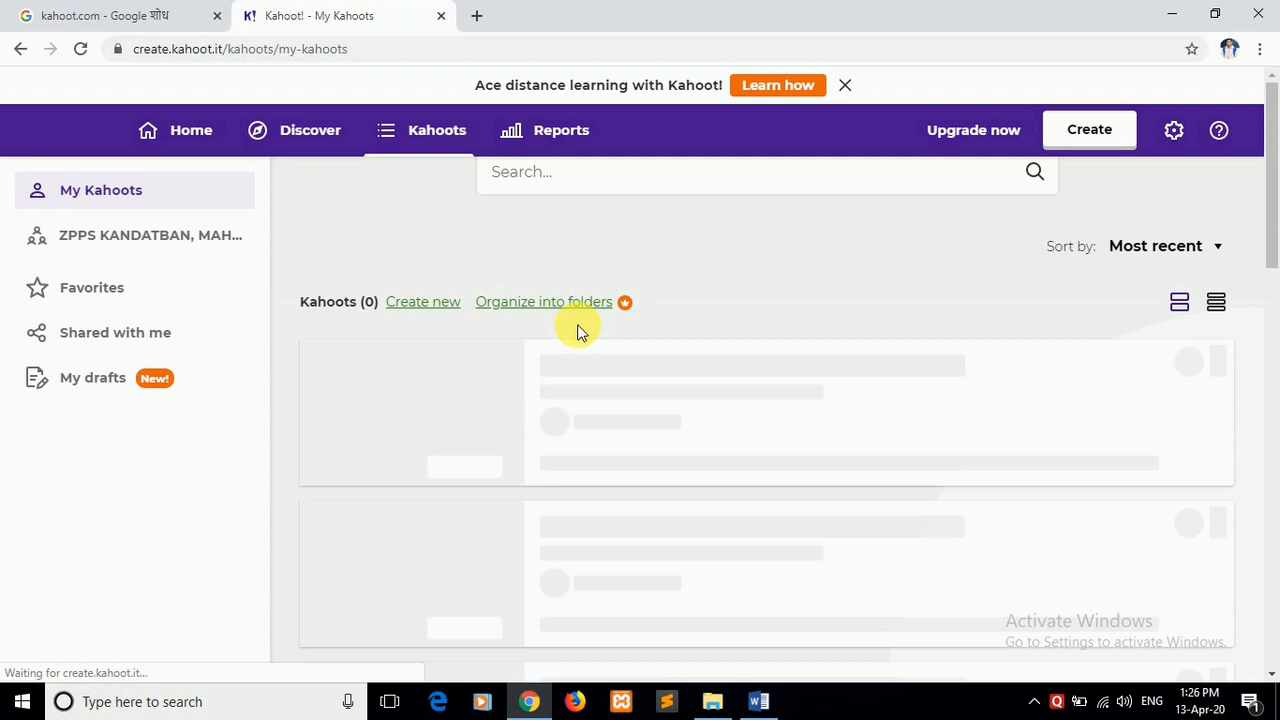 kahoot.com - Google शोध
K! Kahoot! - My Kahoots
create.kahoot.it/kahoots/my-kahoots
Ace distance learning with Kahoot! Learn how
Home Discover Kahoots Reports Upgrade now Create
My Kahoots
Search...
ZPPS KANDATBAN, MAH...
Sort by: Most recent
Favorites
Kahoots (0) Create new Organize into folders
Shared with me
My drafts New!
Activate Windows
Go to Settings to activate Windows.
Waiting for create.kahoot.it...
Type here to search
ENG
1:26 PM
13-Apr-20
1